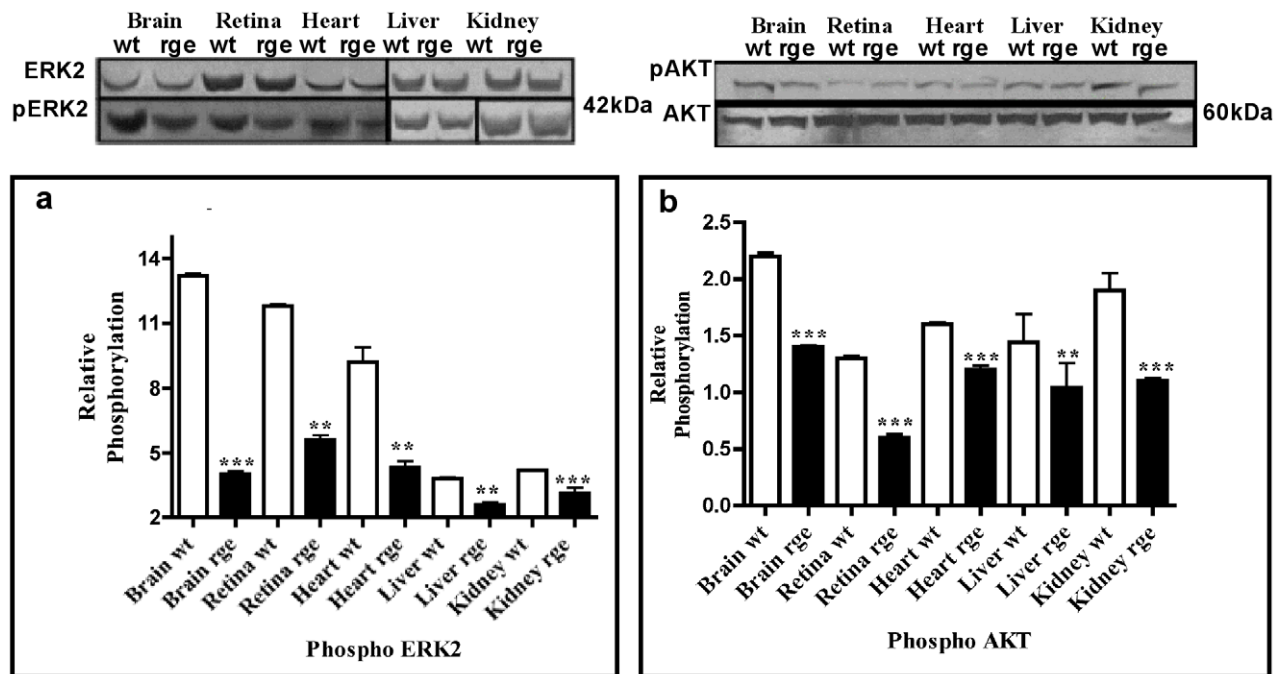 Brain Retina Heart Liver Kidney
wt rge wt rge wt rge wt rge wt rge
ERK2
pERK2
42kDa
Brain Retina Heart Liver Kidney
wt rge wt rge wt rge wt rge wt rge
pAKT
AKT
60kDa
a
14
11
8
5
2
Relative
Phosphorylation
***
**
**
**
***
Brain wt
Brain rge
Retina wt
Retina rge
Heart wt
Heart rge
Liver wt
Liver rge
Kidney wt
Kidney rge
Phospho ERK2
b
2.5
2.0
1.5
1.0
0.5
0.0
Relative
Phosphorylation
***
***
***
**
***
Brain wt
Brain rge
Retina wt
Retina rge
Heart wt
Heart rge
Liver wt
Liver rge
Kidney wt
Kidney rge
Phospho AKT